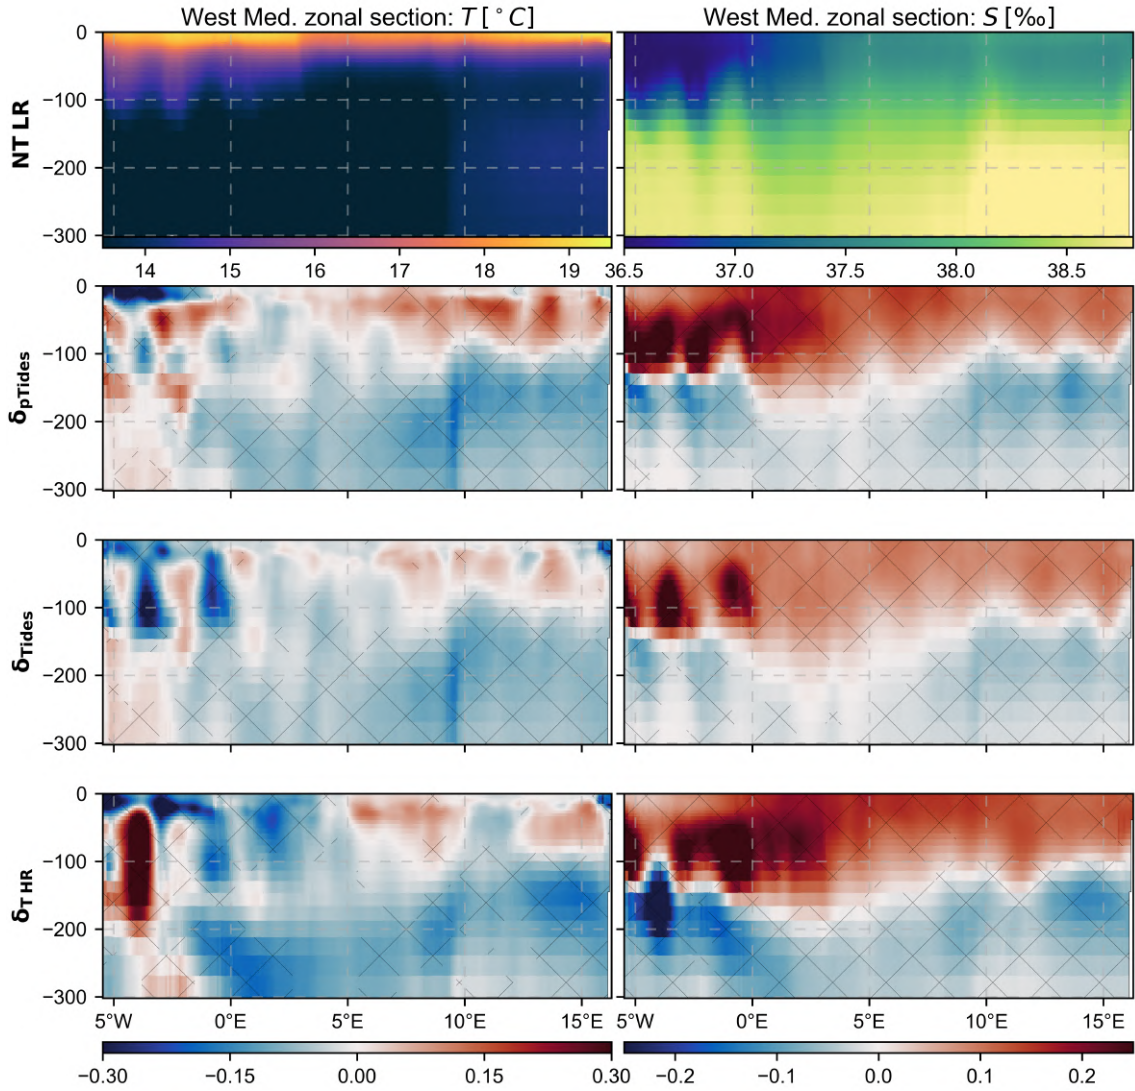 West Med. zonal section: T [°C]
West Med. zonal section: S [‰]
NT LR
0
−100
−200
−300
14 15 16 17 18 19
36.5 37.0 37.5 38.0 38.5
δpTides
0
−100
−200
−300
δTides
0
−100
−200
−300
δT HR
0
−100
−200
−300
5°W 0°E 5°E 10°E 15°E
5°W 0°E 5°E 10°E 15°E
−0.30 −0.15 0.00 0.15 0.30
−0.2 −0.1 0.0 0.1 0.2